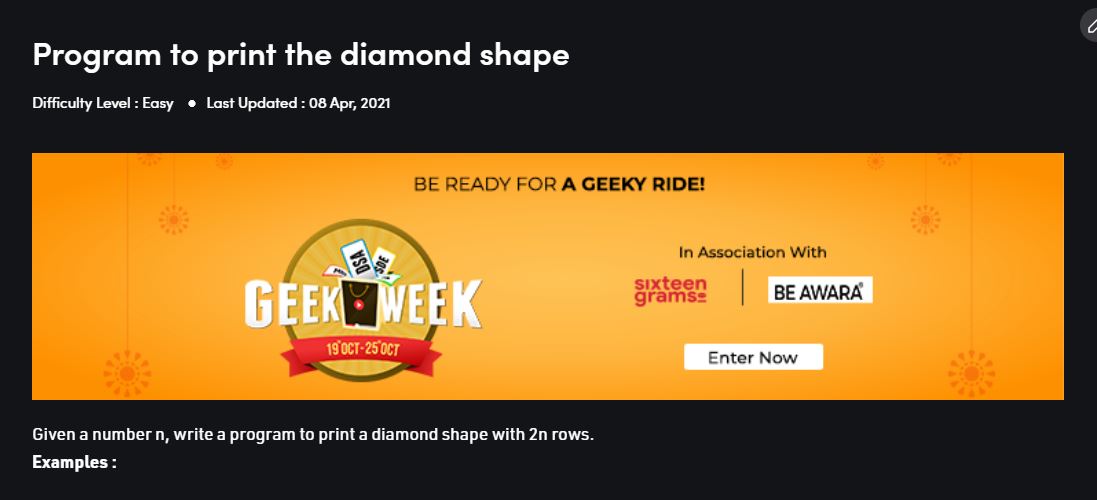 Program to print the diamond shape
Difficulty Level : Easy ● Last Updated : 08 Apr, 2021
BE READY FOR A GEEKY RIDE!
DSA
SDE
GEEK WEEK
19 OCT-25 OCT
In Association With
sixteen
grams
BE AWARA
Enter Now
Given a number n, write a program to print a diamond shape with 2n rows.
Examples :